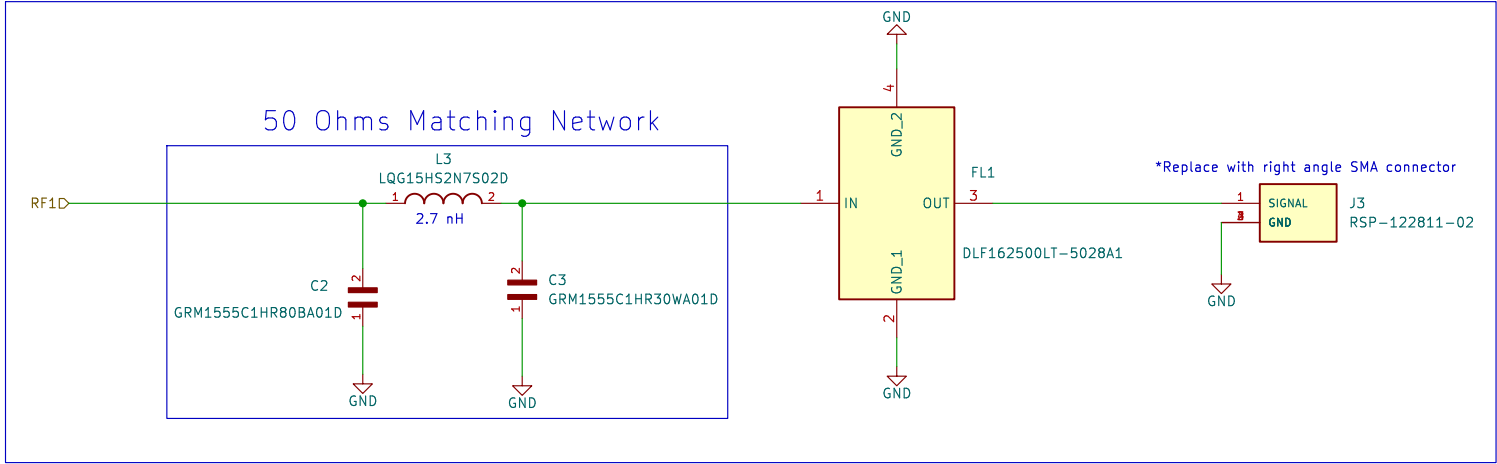 GND
4
50 Ohms Matching Network
GND_2
L3
LQG15HS2N7S02D
*Replace with right angle SMA connector
FL1
RF1
1
2
1
IN
OUT
3
1
SIGNAL
J3
2.7 nH
GND
RSP-122811-02
GND_1
DLF162500LT-5028A1
2
2
C2
C3
GRM1555C1HR80BA01D
GRM1555C1HR30WA01D
1
1
2
GND
GND
GND
GND